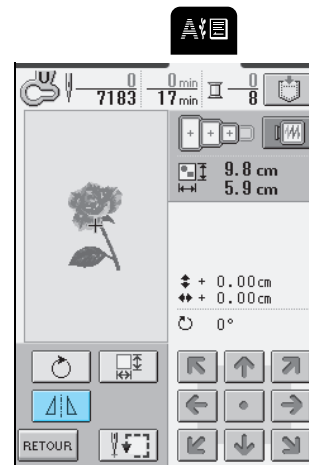 A
U 0 0 min 0
7183 17 min 8
9.8 cm
5.9 cm
+ 0.00cm
+ 0.00cm
0°
RETOUR